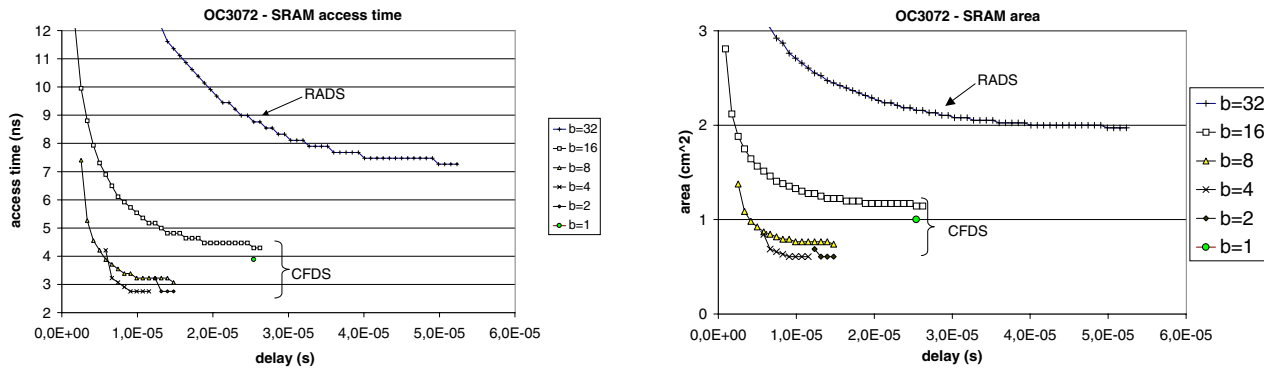 OC3072 - SRAM access time
12
11
10
9
8
7
6
5
4
3
2
access time (ns)
RADS
CFDS
b=32
b=16
b=8
b=4
b=2
b=1
0,0E+00 1,0E-05 2,0E-05 3,0E-05 4,0E-05 5,0E-05 6,0E-05
delay (s)
OC3072 - SRAM area
3
2
1
0
area (cm^2)
RADS
CFDS
b=32
b=16
b=8
b=4
b=2
b=1
0,0E+00 1,0E-05 2,0E-05 3,0E-05 4,0E-05 5,0E-05 6,0E-05
delay (s)